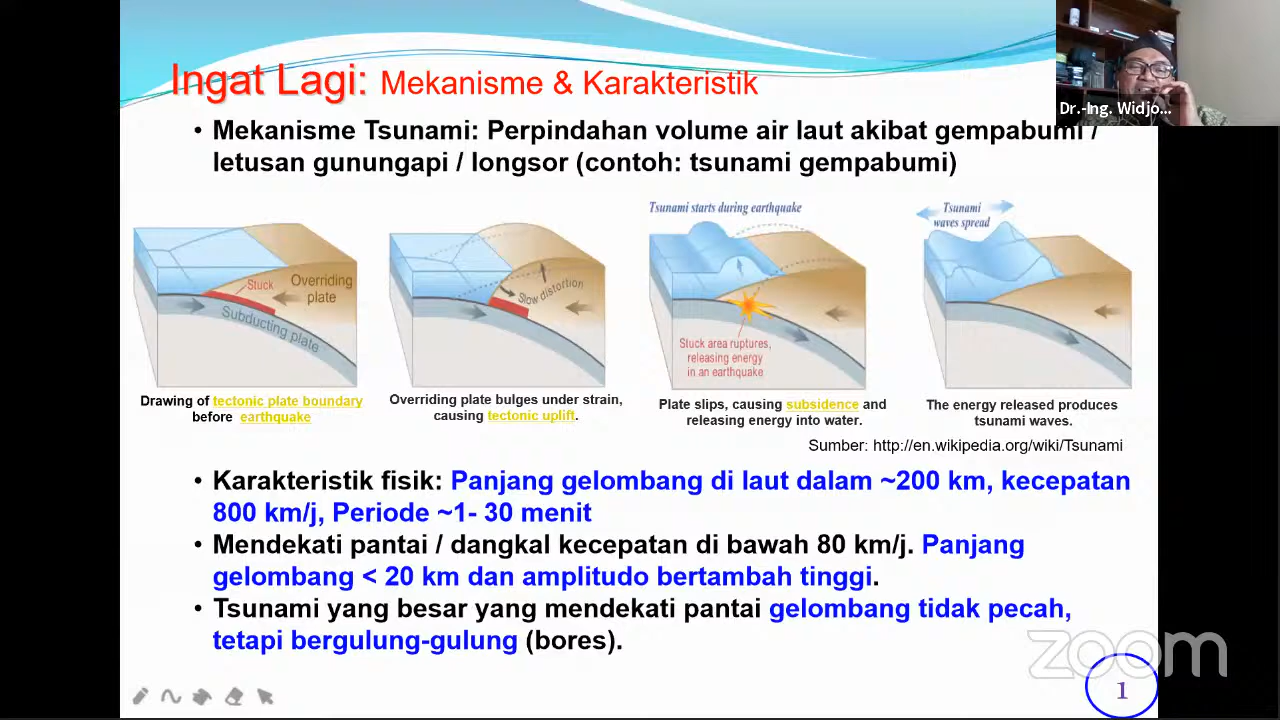 Ingat Lagi: Mekanisme & Karakteristik
Dr.-Ing. Widjo...
• Mekanisme Tsunami: Perpindahan volume air laut akibat gempabumi /
letusan gunungapi / longsor (contoh: tsunami gempabumi)
Stuck
Overriding
plate
Subducting plate
Drawing of tectonic plate boundary
before earthquake
Slow distortion
Overriding plate bulges under strain,
causing tectonic uplift.
Tsunami starts during earthquake
Stuck area ruptures,
releasing energy
in an earthquake
Plate slips, causing subsidence and
releasing energy into water.
Tsunami
waves spread
The energy released produces
tsunami waves.
Sumber: http://en.wikipedia.org/wiki/Tsunami
• Karakteristik fisik: Panjang gelombang di laut dalam ~200 km, kecepatan
800 km/j, Periode ~1- 30 menit
• Mendekati pantai / dangkal kecepatan di bawah 80 km/j. Panjang
gelombang < 20 km dan amplitudo bertambah tinggi.
• Tsunami yang besar yang mendekati pantai gelombang tidak pecah,
tetapi bergulung-gulung (bores).
zoom
1